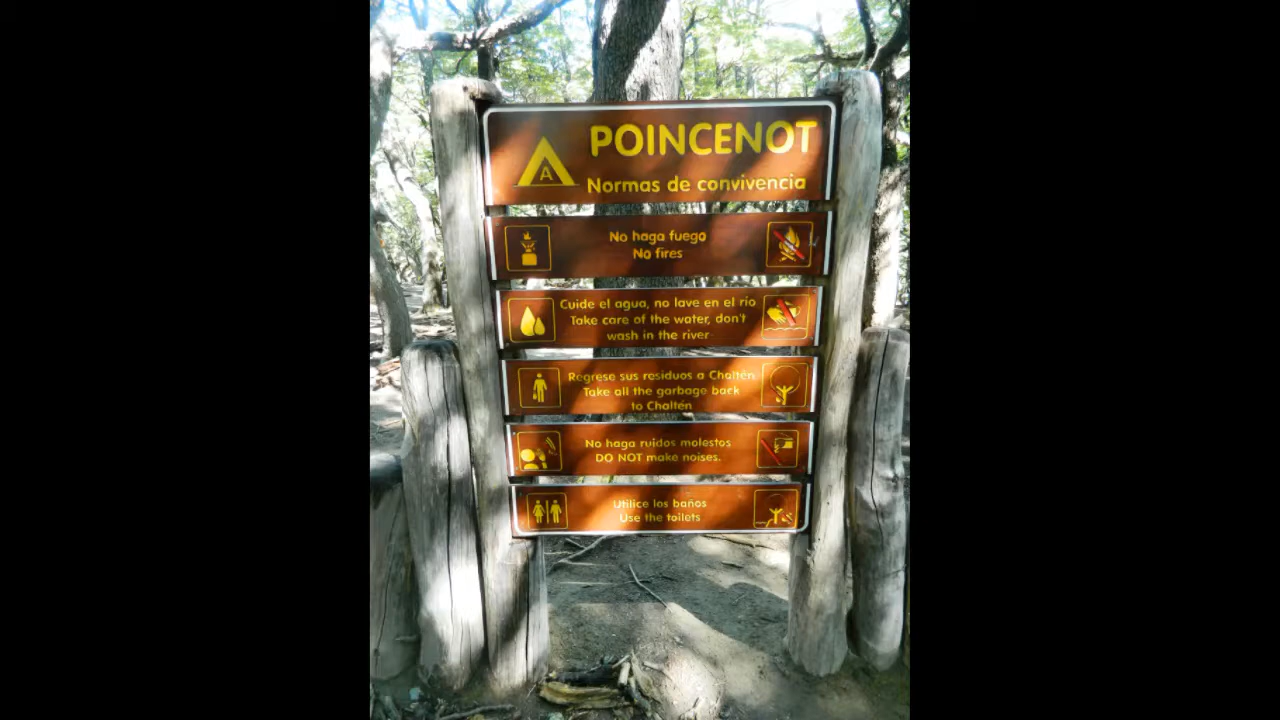 POINCENOT
A
Normas de convivencia
No haga fuego
No fires
Cuide el agua, no lave en el río
Take care of the water, don't
wash in the river
Regrese sus residuos a Chaltén
Take all the garbage back
to Chaltén
No haga ruidos molestos
DO NOT make noises.
Utilice los baños
Use the toilets